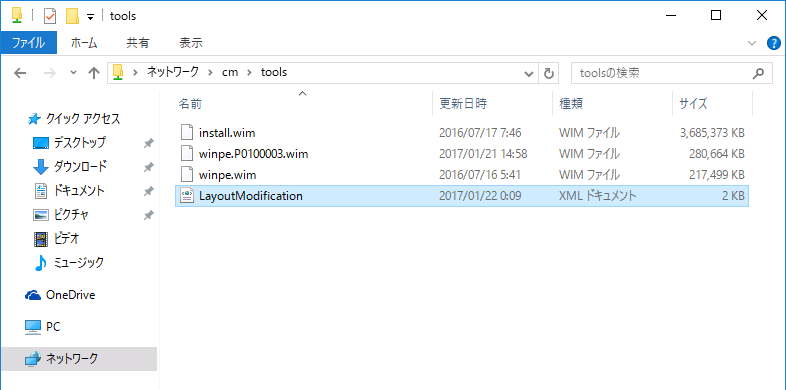 tools
ファイル ホーム 共有 表示
ネットワーク cm tools toolsの検索
名前 更新日時 種類 サイズ
クイック アクセス
デスクトップ
ダウンロード
ドキュメント
ピクチャ
ビデオ
ミュージック
OneDrive
PC
ネットワーク
install.wim 2016/07/17 7:46 WIM ファイル 3,685,373 KB
winpe.P0100003.wim 2017/01/21 14:58 WIM ファイル 280,664 KB
winpe.wim 2016/07/16 5:41 WIM ファイル 217,499 KB
LayoutModification 2017/01/22 0:09 XML ドキュメント 2 KB